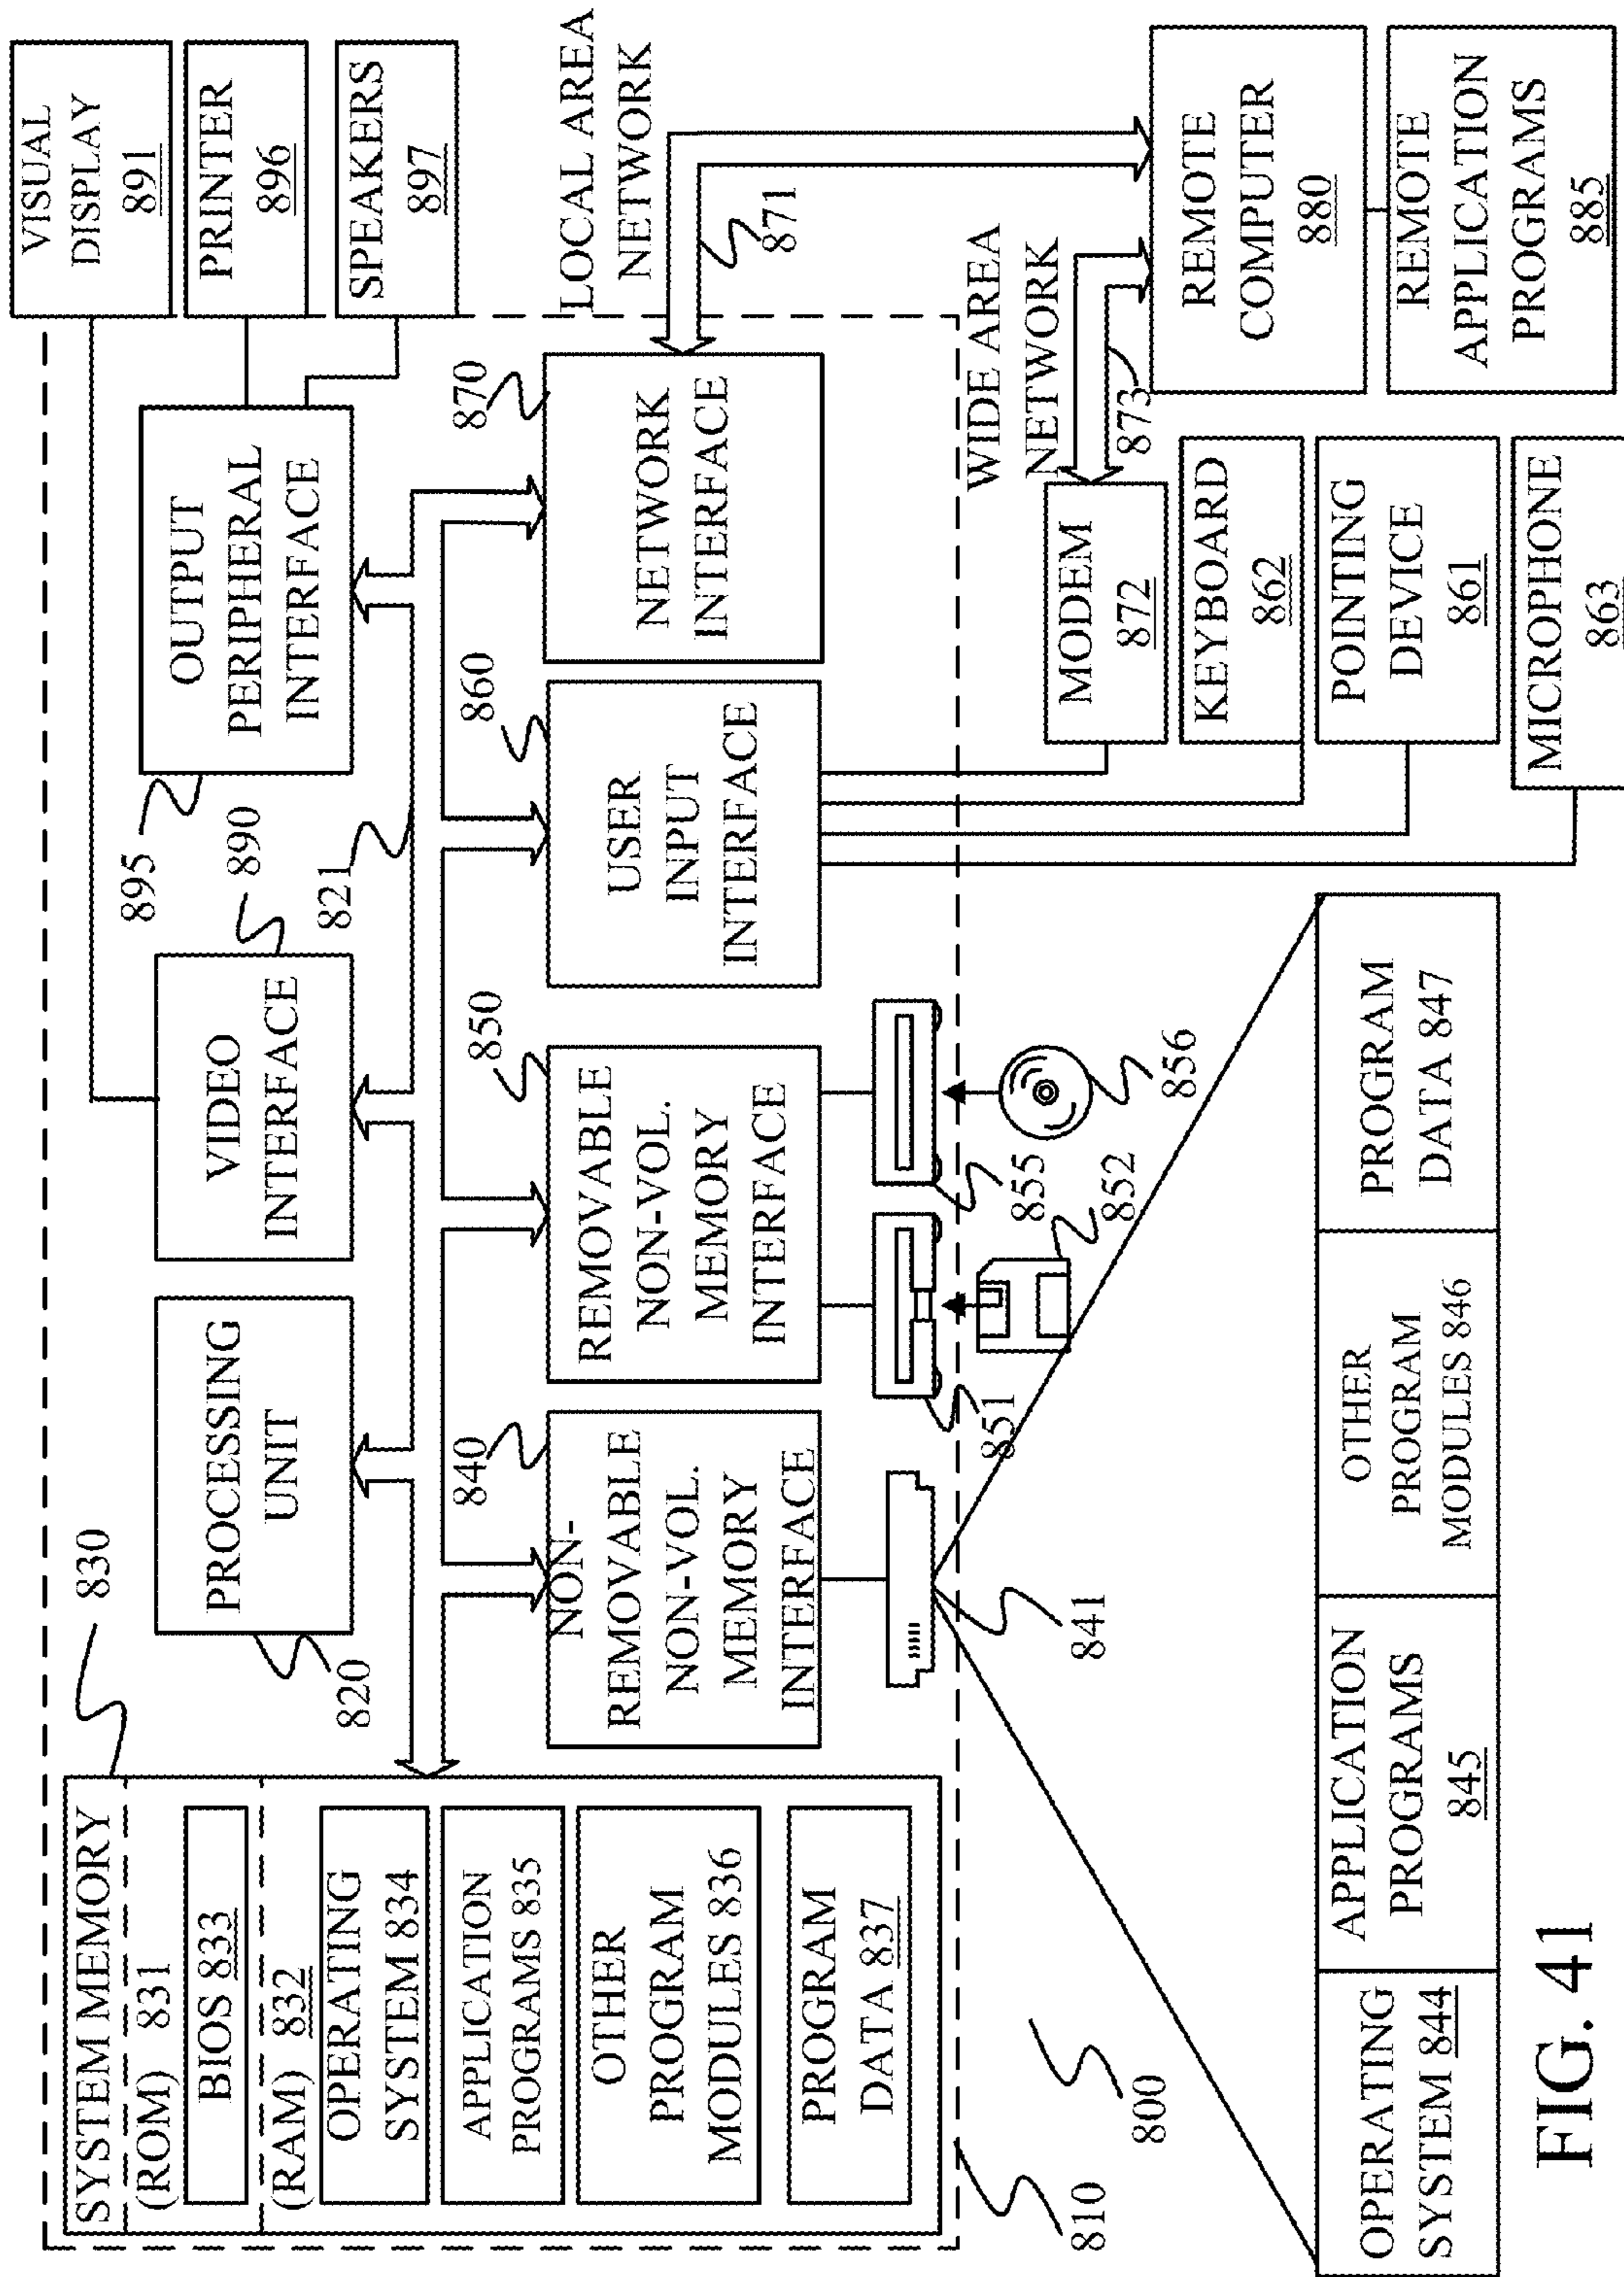 SYSTEM MEMORY
(ROM) 831
BIOS 833
(RAM) 832
OPERATING
SYSTEM 834
APPLICATION
PROGRAMS 835
OTHER
PROGRAM
MODULES 836
PROGRAM
DATA 837
830
PROCESSING
UNIT
820
VIDEO
INTERFACE
890
895
OUTPUT
PERIPHERAL
INTERFACE
821
VISUAL
DISPLAY
891
PRINTER
896
SPEAKERS
897
840
NON-
REMOVABLE
NON-VOL.
MEMORY
INTERFACE
850
REMOVABLE
NON-VOL.
MEMORY
INTERFACE
860
USER
INPUT
INTERFACE
870
NETWORK
INTERFACE
LOCAL AREA
NETWORK
871
841
851
852
855
856
WIDE AREA
NETWORK
873
MODEM
872
KEYBOARD
862
POINTING
DEVICE
861
MICROPHONE
863
REMOTE
COMPUTER
880
REMOTE
APPLICATION
PROGRAMS
885
810
800
OPERATING
SYSTEM 844
APPLICATION
PROGRAMS
845
OTHER
PROGRAM
MODULES 846
PROGRAM
DATA 847
FIG. 41